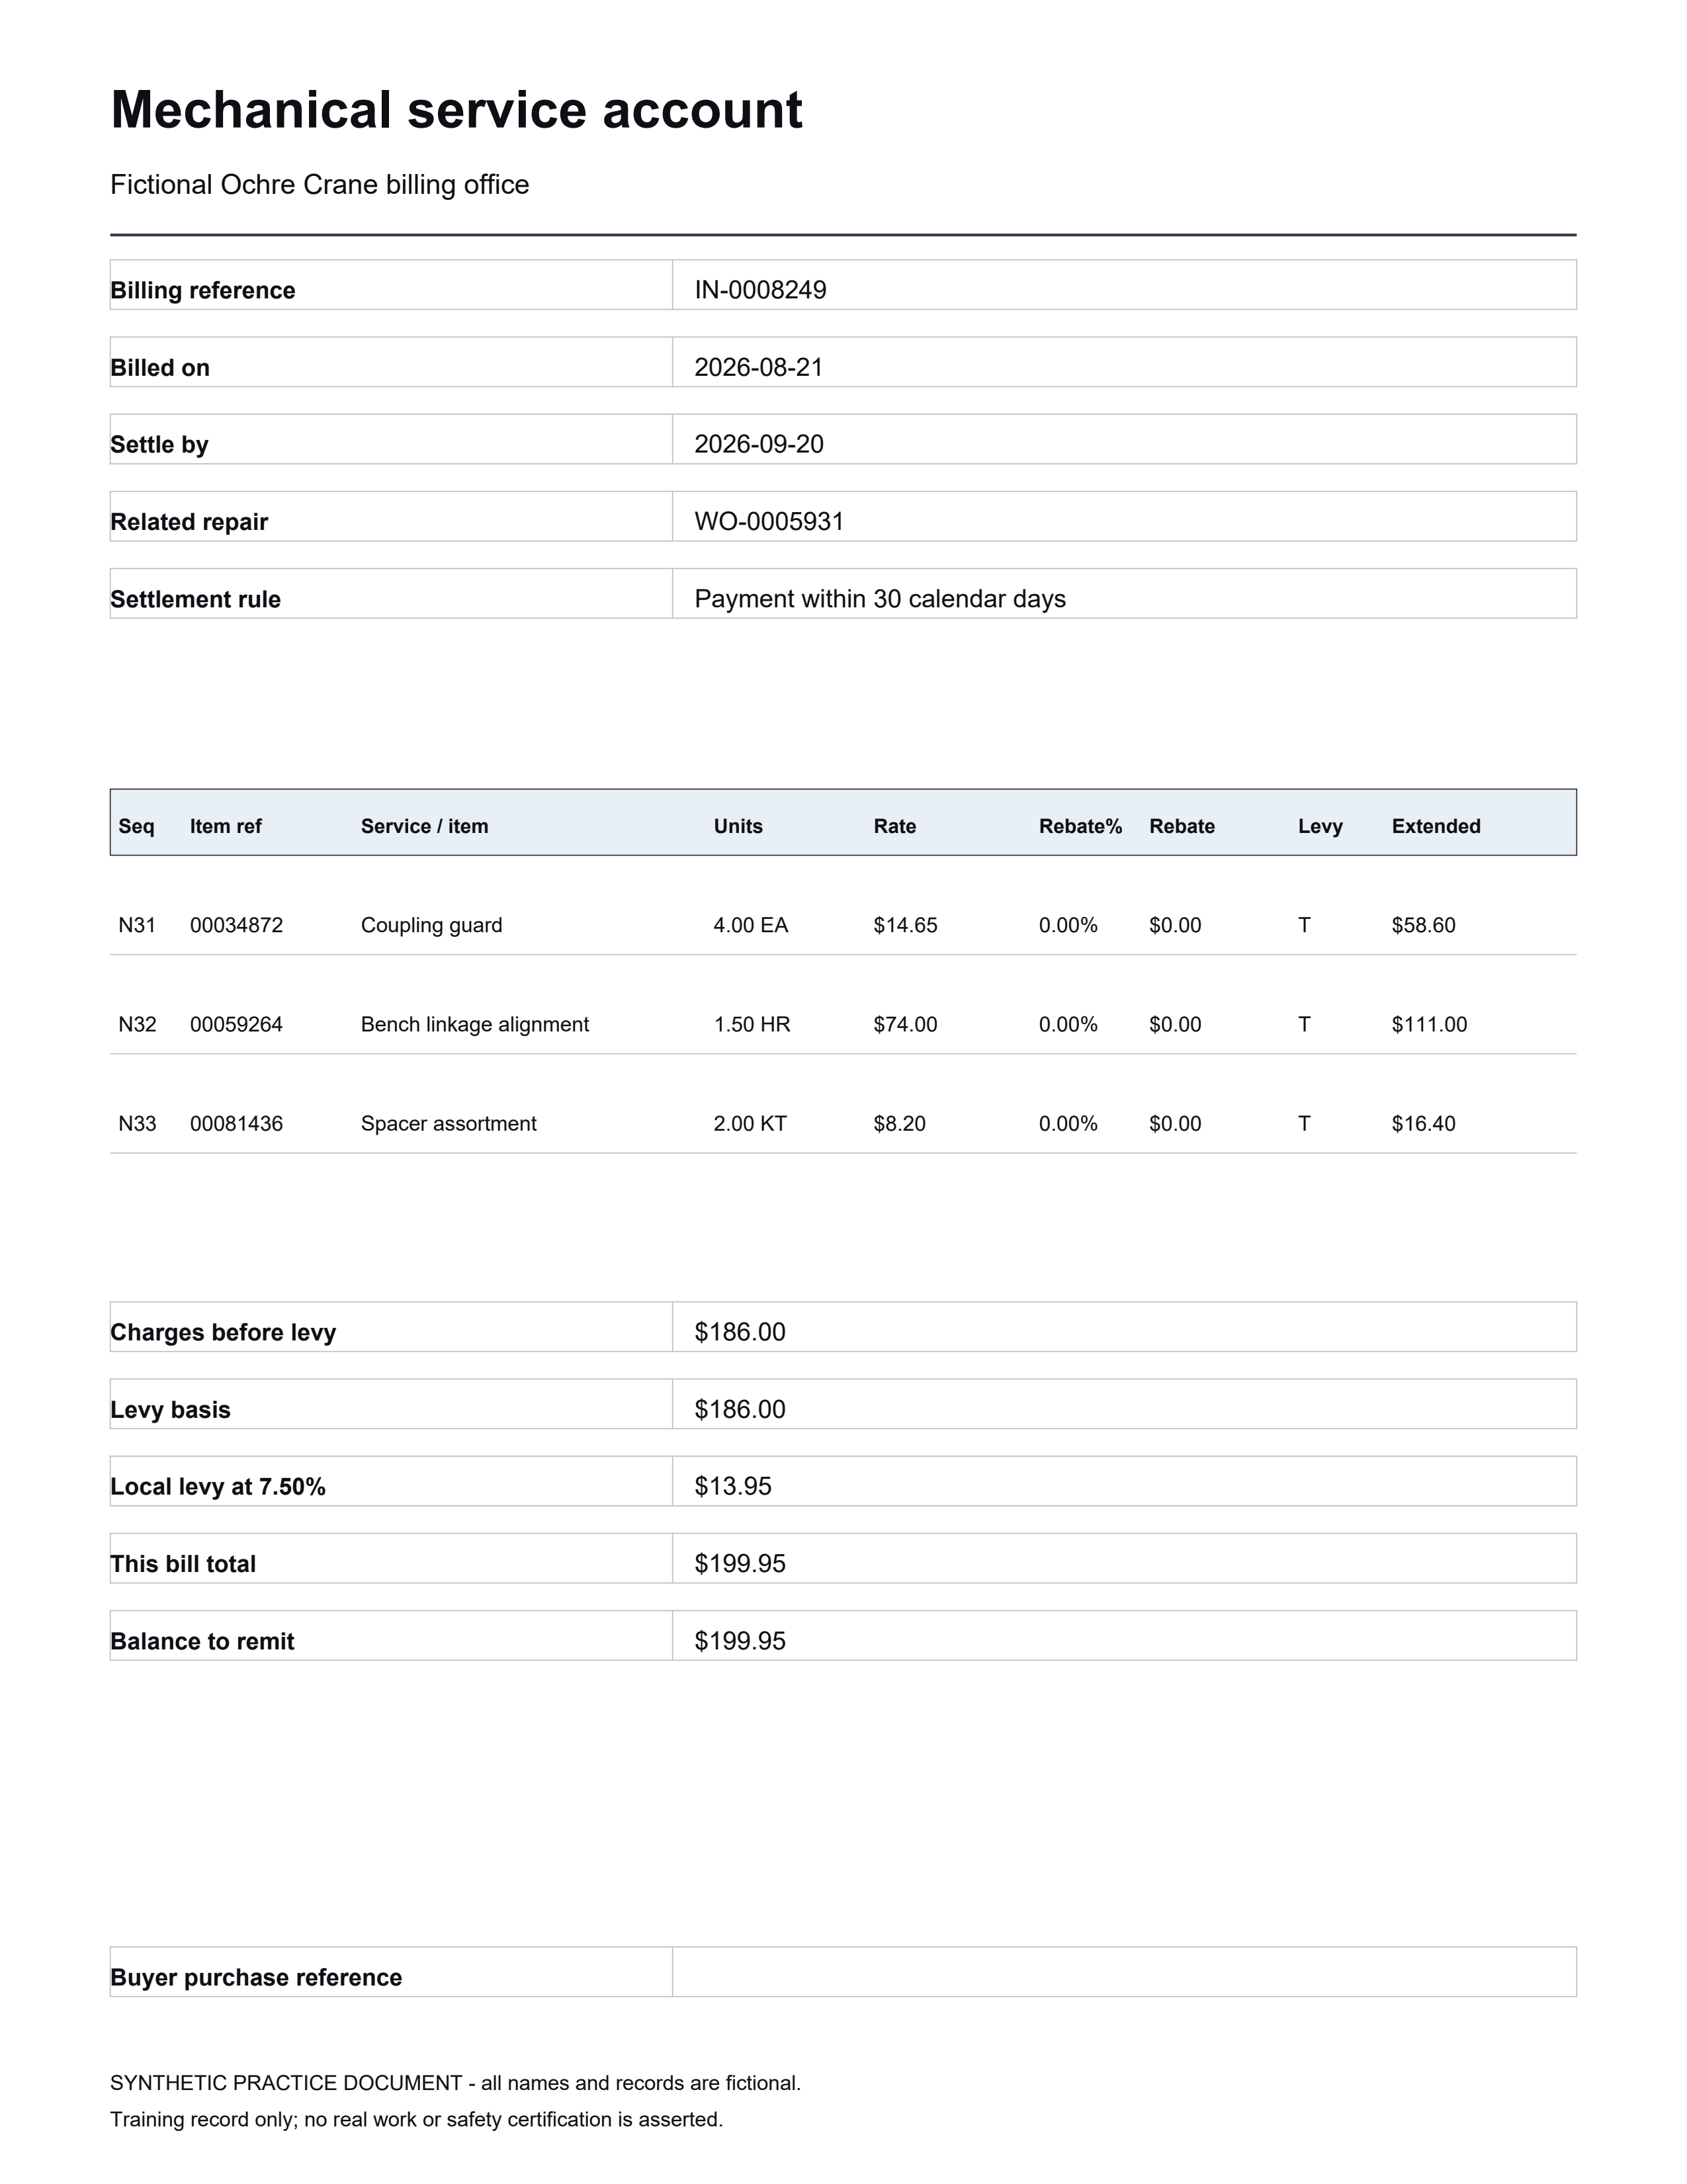 Mechanical service account
Fictional Ochre Crane billing office
Billing reference IN-0008249
Billed on 2026-08-21
Settle by 2026-09-20
Related repair WO-0005931
Settlement rule Payment within 30 calendar days
Seq Item ref Service / item Units Rate Rebate% Rebate Levy Extended
N31 00034872 Coupling guard 4.00 EA $14.65 0.00% $0.00 T $58.60
N32 00059264 Bench linkage alignment 1.50 HR $74.00 0.00% $0.00 T $111.00
N33 00081436 Spacer assortment 2.00 KT $8.20 0.00% $0.00 T $16.40
Charges before levy $186.00
Levy basis $186.00
Local levy at 7.50% $13.95
This bill total $199.95
Balance to remit $199.95
Buyer purchase reference
SYNTHETIC PRACTICE DOCUMENT - all names and records are fictional.
Training record only; no real work or safety certification is asserted.